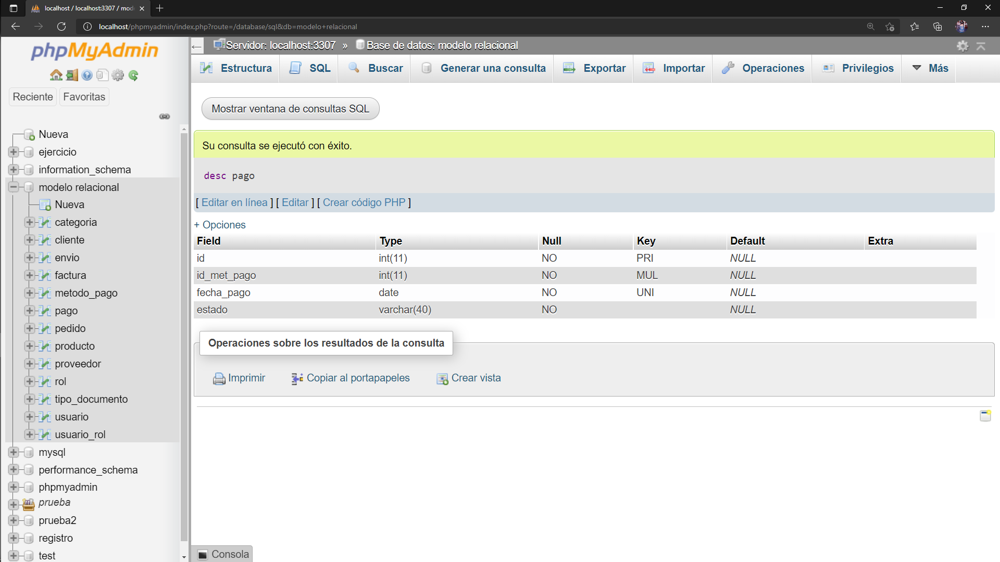 localhost / localhost:3307 / mod
localhost/phpmyadmin/index.php?route=/database/sql&db=modelo+relacional
phpMyAdmin
Reciente Favoritas
Nueva
ejercicio
information_schema
modelo relacional
Nueva
categoria
cliente
envio
factura
metodo_pago
pago
pedido
producto
proveedor
rol
tipo_documento
usuario
usuario_rol
mysql
performance_schema
phpmyadmin
prueba
prueba2
registro
test
Servidor: localhost:3307 » Base de datos: modelo relacional
Estructura SQL Buscar Generar una consulta Exportar Importar Operaciones Privilegios Más
Mostrar ventana de consultas SQL
Su consulta se ejecutó con éxito.
desc pago
[ Editar en línea ] [ Editar ] [ Crear código PHP ]
+ Opciones
Field Type Null Key Default Extra
id int(11) NO PRI NULL
id_met_pago int(11) NO MUL NULL
fecha_pago date NO UNI NULL
estado varchar(40) NO NULL
Operaciones sobre los resultados de la consulta
Imprimir Copiar al portapapeles Crear vista
Consola